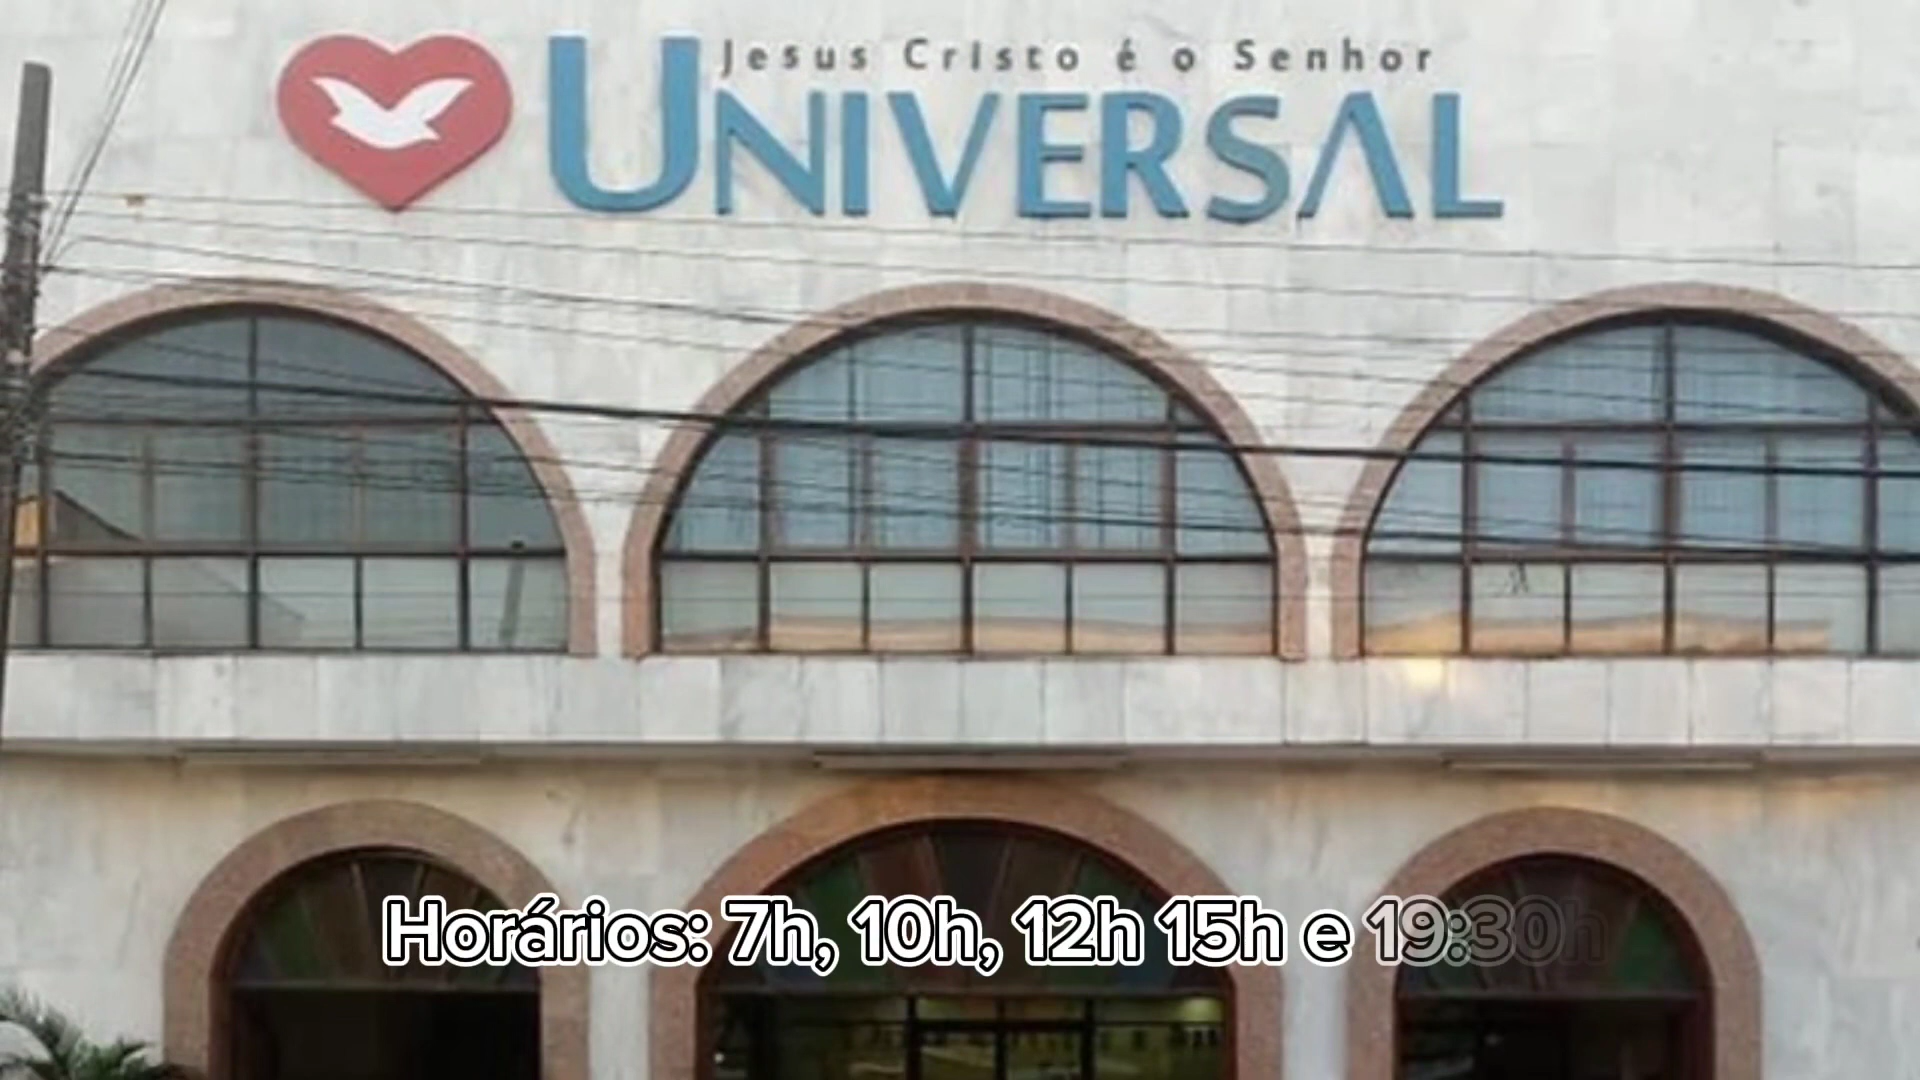 Jesus Cristo é o Senhor
UNIVERSAL
Horários: 7h, 10h, 12h 15h e 19:30h